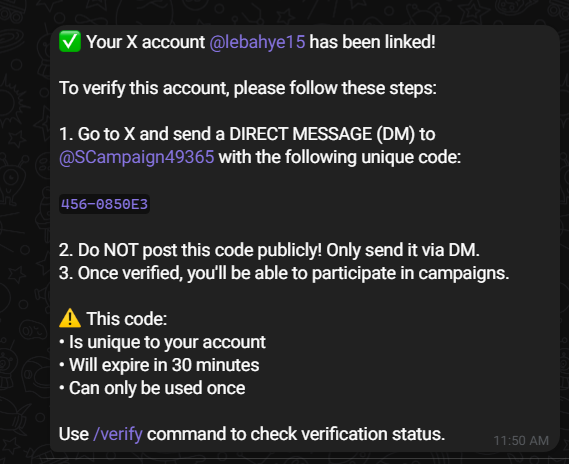 ✅ Your X account @lebahye15 has been linked!
To verify this account, please follow these steps:
1. Go to X and send a DIRECT MESSAGE (DM) to
@SCampaign49365 with the following unique code:
456-0850E3
2. Do NOT post this code publicly! Only send it via DM.
3. Once verified, you'll be able to participate in campaigns.
⚠️ This code:
• Is unique to your account
• Will expire in 30 minutes
• Can only be used once
Use /verify command to check verification status.
11:50 AM